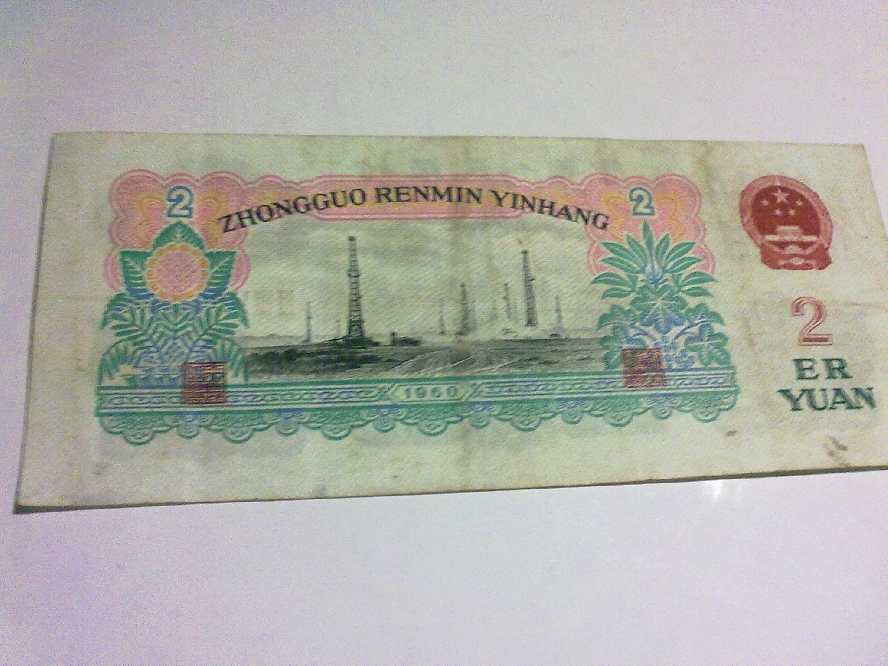 2
ZHONGGUO RENMIN YINHANG
2
1960
2
ER
YUAN